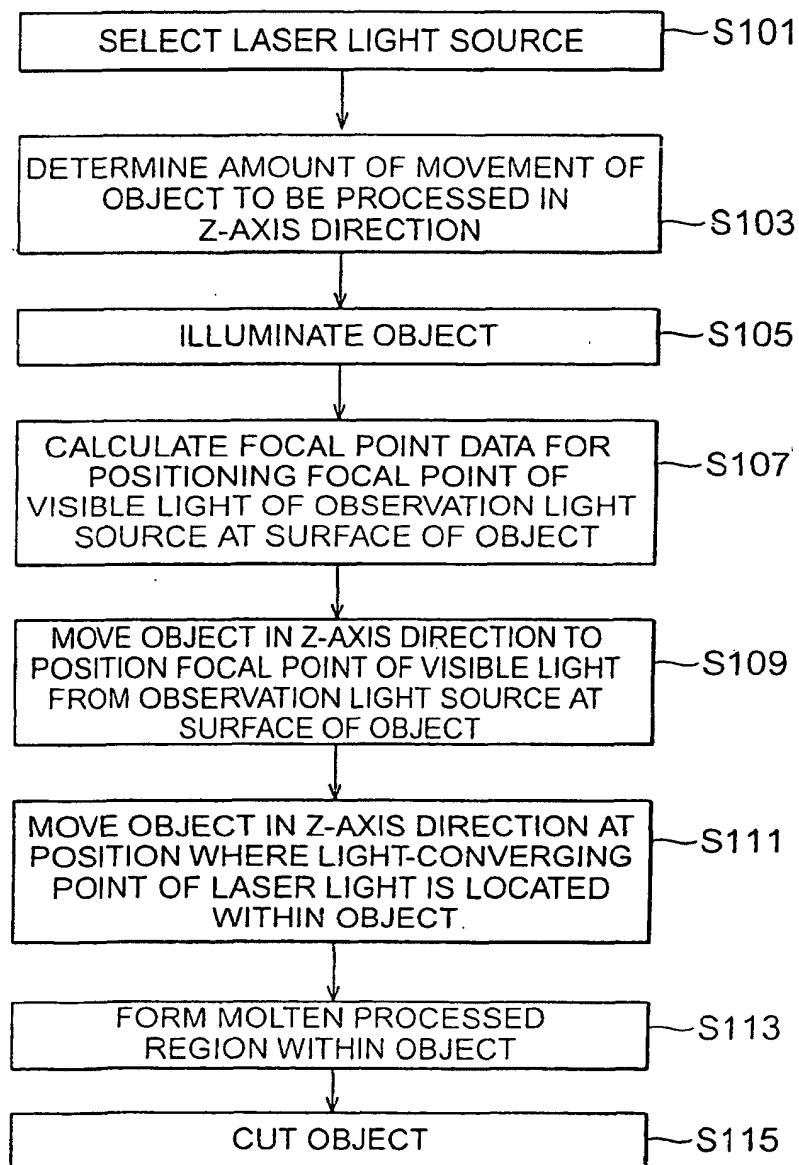 SELECT LASER LIGHT SOURCE
S101
DETERMINE AMOUNT OF MOVEMENT OF
OBJECT TO BE PROCESSED IN
Z-AXIS DIRECTION
S103
ILLUMINATE OBJECT
S105
CALCULATE FOCAL POINT DATA FOR
POSITIONING FOCAL POINT OF
VISIBLE LIGHT OF OBSERVATION LIGHT
SOURCE AT SURFACE OF OBJECT
S107
MOVE OBJECT IN Z-AXIS DIRECTION TO
POSITION FOCAL POINT OF VISIBLE LIGHT
FROM OBSERVATION LIGHT SOURCE AT
SURFACE OF OBJECT
S109
MOVE OBJECT IN Z-AXIS DIRECTION AT
POSITION WHERE LIGHT-CONVERGING
POINT OF LASER LIGHT IS LOCATED
WITHIN OBJECT
S111
FORM MOLTEN PROCESSED
REGION WITHIN OBJECT
S113
CUT OBJECT
S115